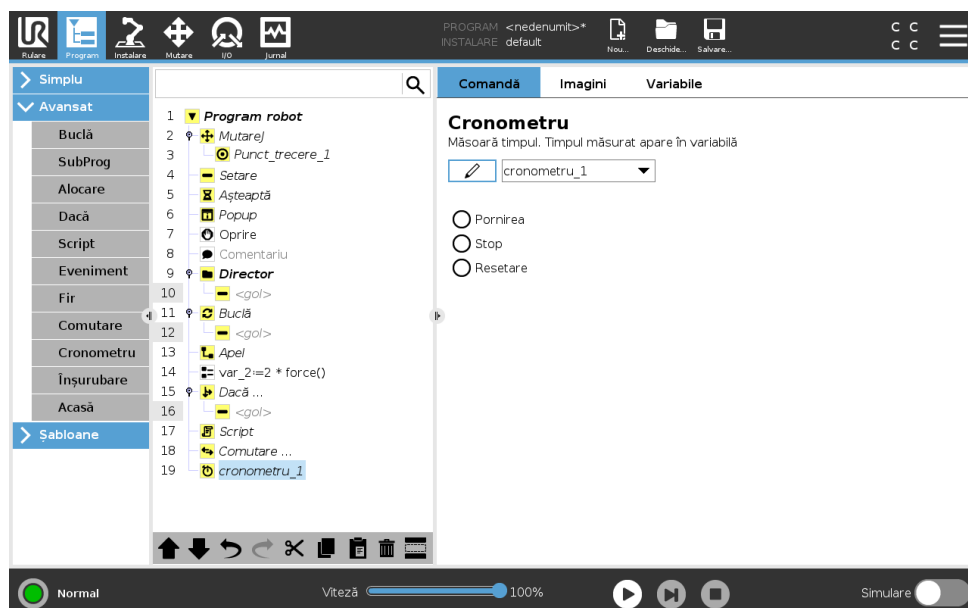 PROGRAM <nedenumit>*
INSTALARE default
Rulare Program Instalare Mutare I/O Jurnal Nou... Deschide... Salvare...
C C
C C
Simplu
Avansat
Buclă
SubProg
Alocare
Dacă
Script
Eveniment
Fir
Comutare
Cronometru
Înșurubare
Acasă
Șabloane
1 Program robot
2 MutareJ
3 Punct_trecere_1
4 Setare
5 Așteaptă
6 Popup
7 Oprire
8 Comentariu
9 Director
10 <gol>
11 Buclă
12 <gol>
13 Apel
14 var_2:=2 * force()
15 Dacă ...
16 <gol>
17 Script
18 Comutare ...
19 cronometru_1
Comandă Imagini Variabile
Cronometru
Măsoară timpul. Timpul măsurat apare în variabilă
cronometru_1
Pornirea
Stop
Resetare
Normal Viteză 100% Simulare